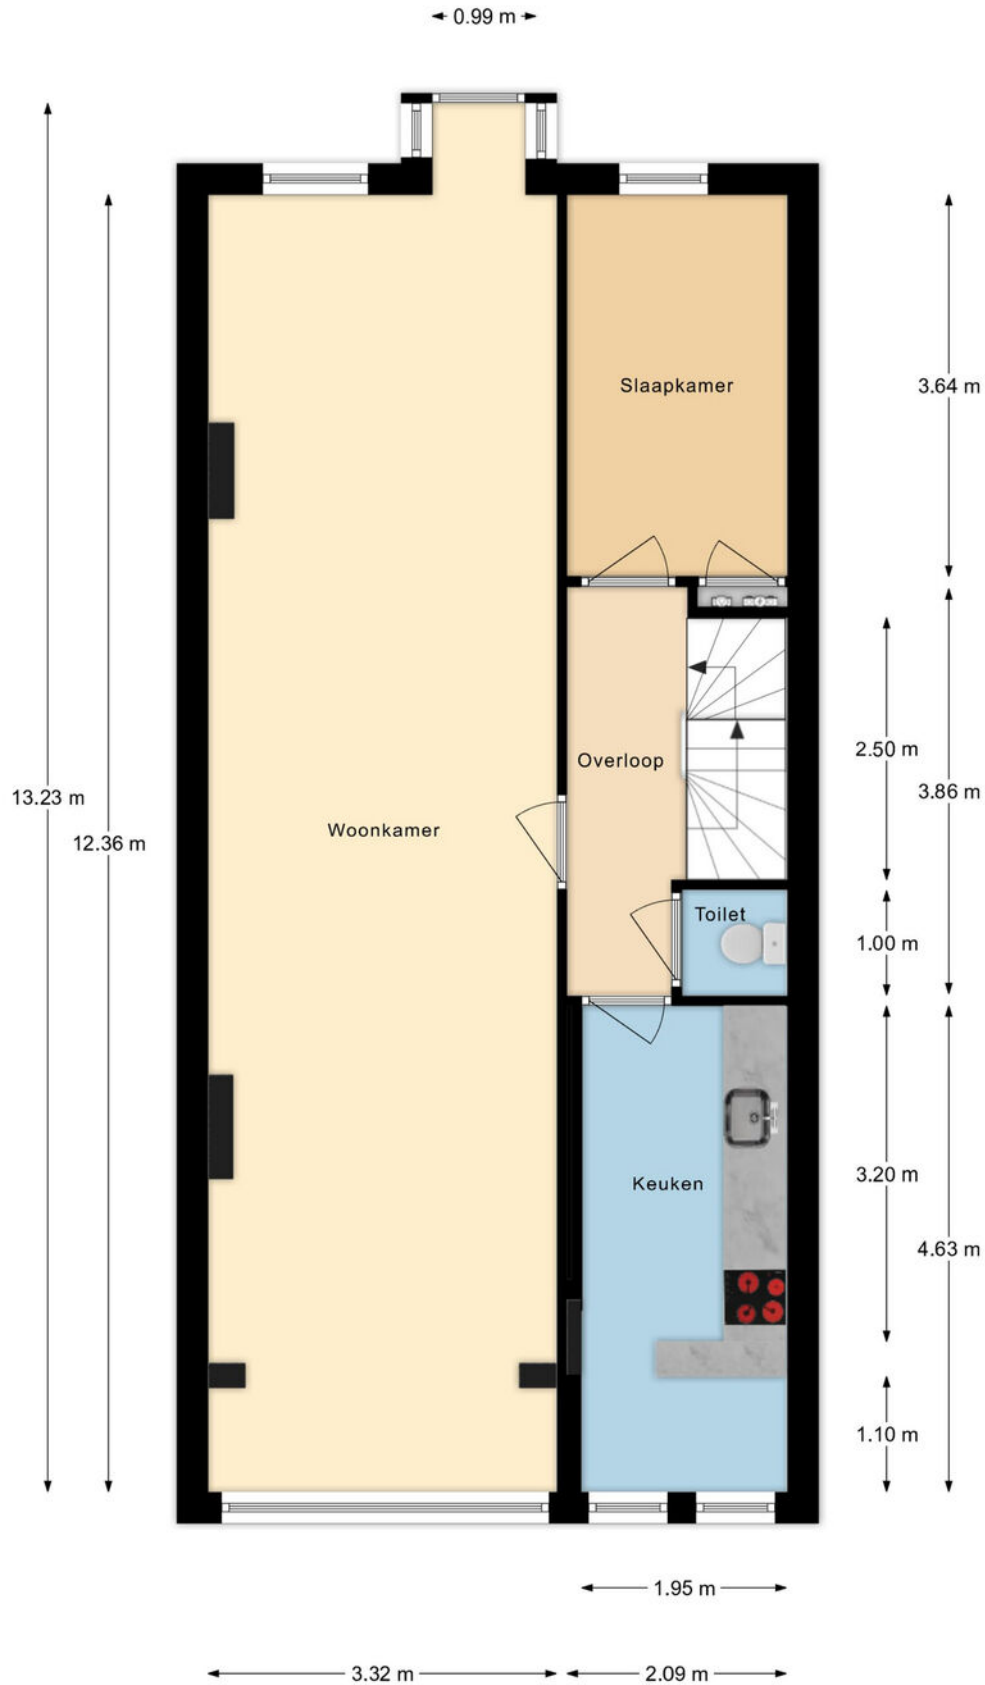 0.99 m
Slaapkamer
3.64 m
Overloop
2.50 m
3.86 m
13.23 m
12.36 m
Woonkamer
Toilet
1.00 m
Keuken
3.20 m
4.63 m
1.10 m
1.95 m
3.32 m
2.09 m